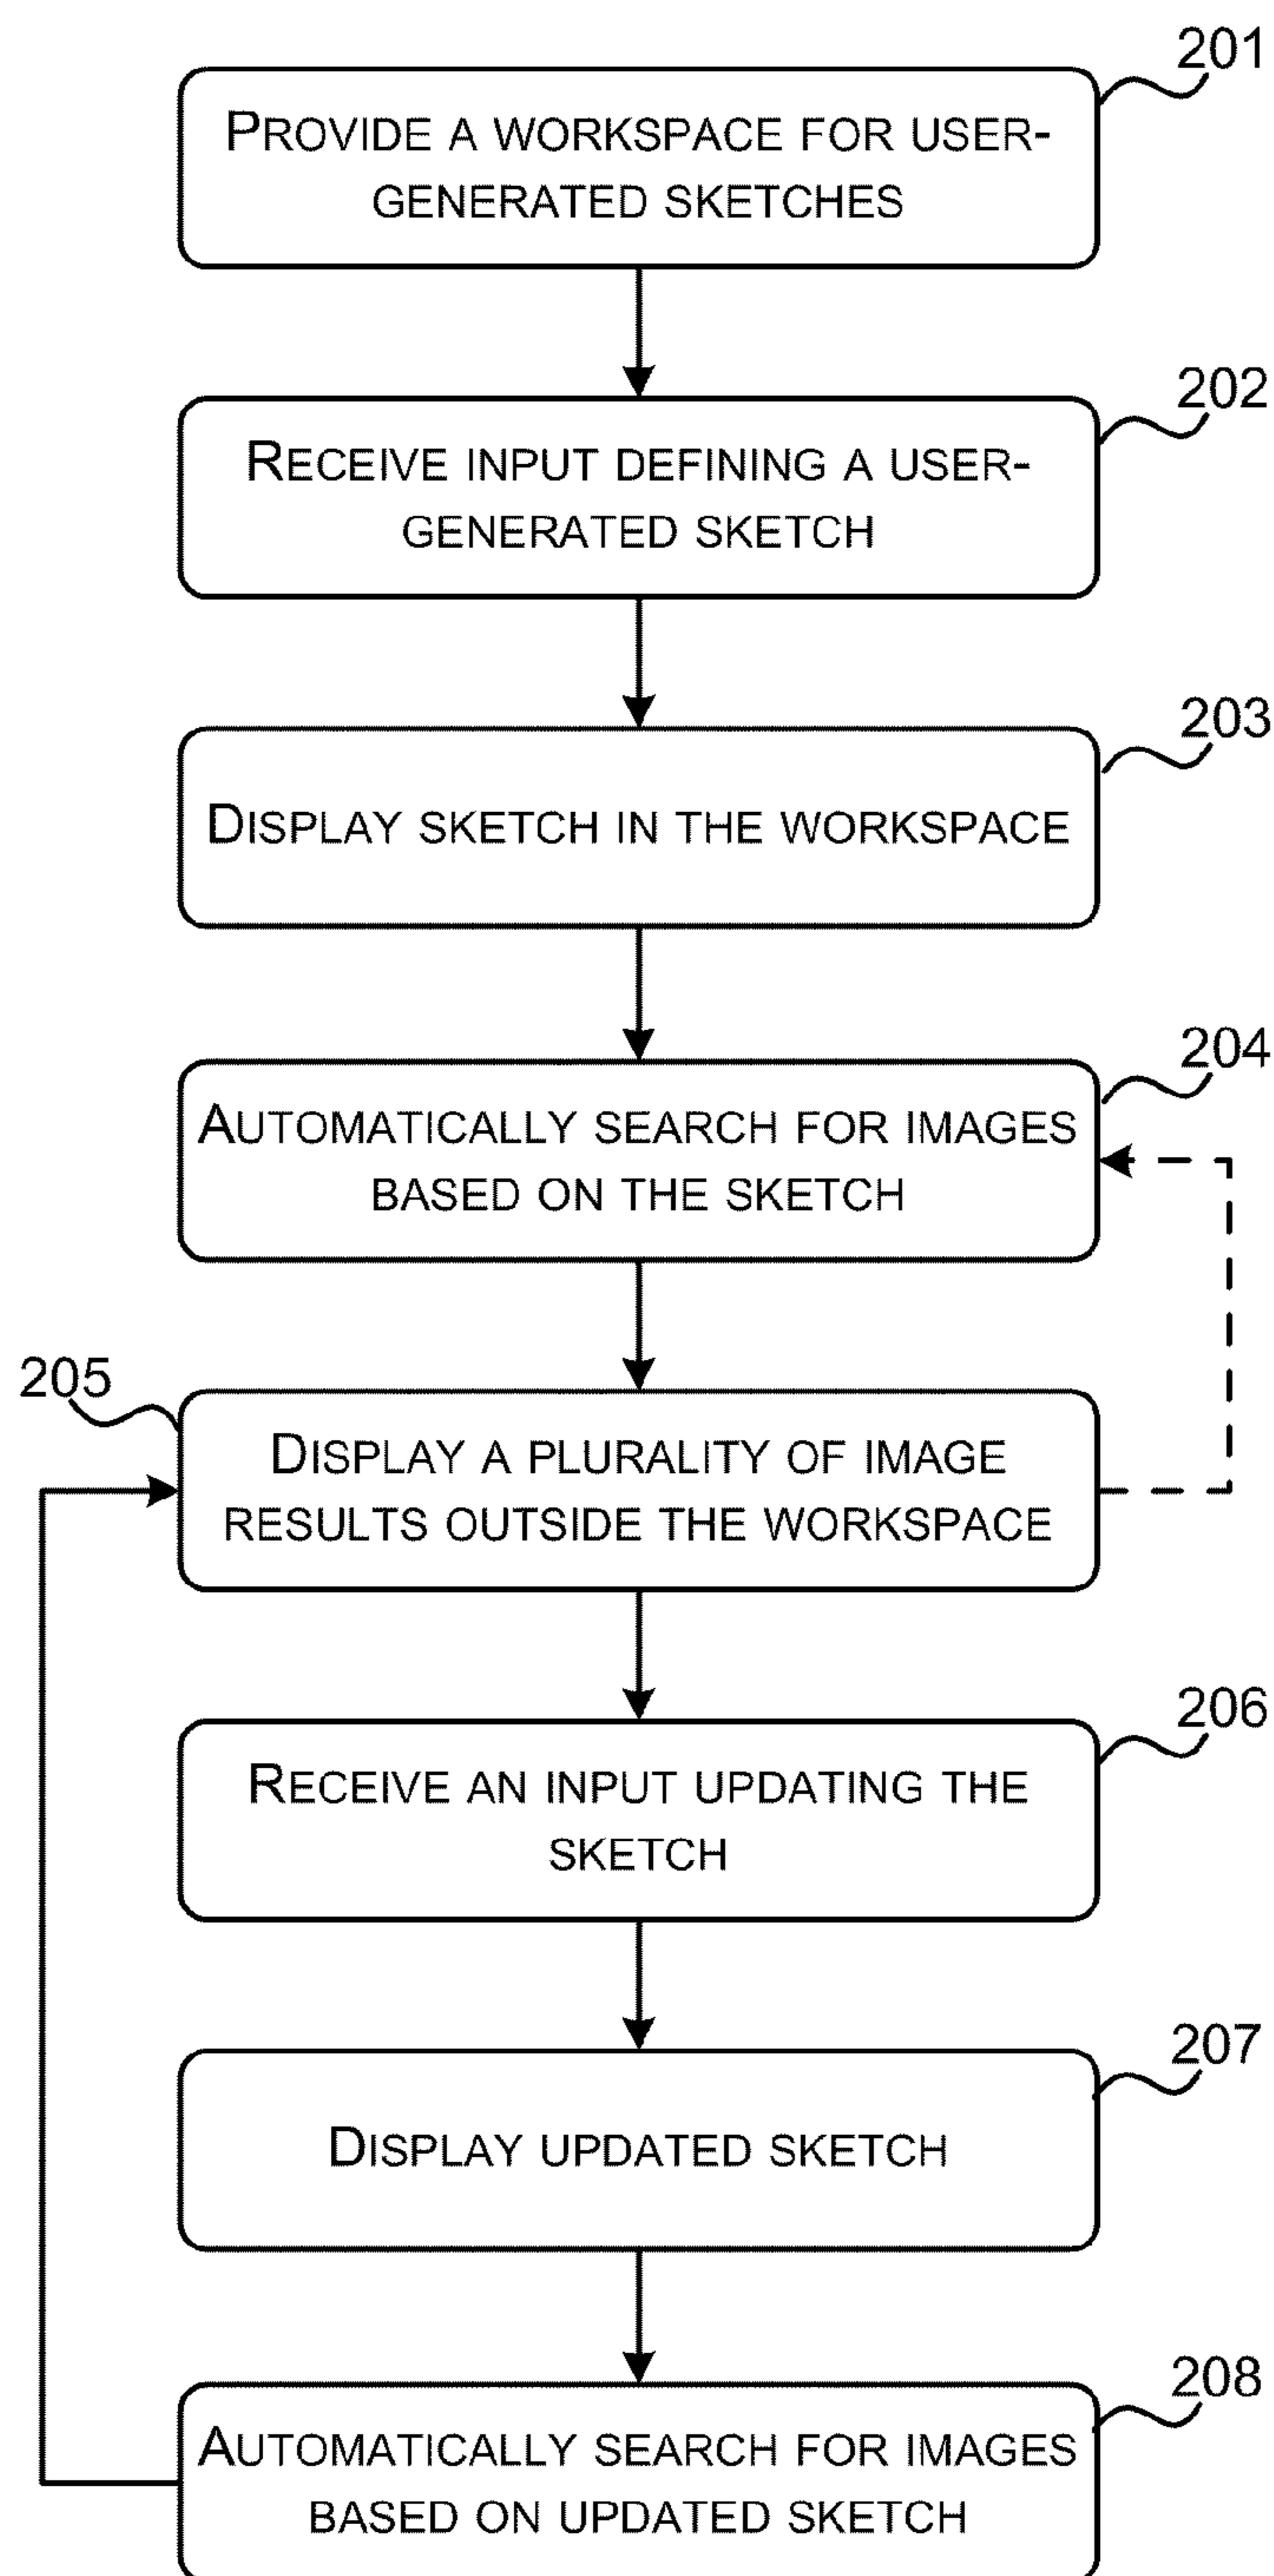 201
PROVIDE A WORKSPACE FOR USER-
GENERATED SKETCHES
202
RECEIVE INPUT DEFINING A USER-
GENERATED SKETCH
203
DISPLAY SKETCH IN THE WORKSPACE
204
AUTOMATICALLY SEARCH FOR IMAGES
BASED ON THE SKETCH
205
DISPLAY A PLURALITY OF IMAGE
RESULTS OUTSIDE THE WORKSPACE
206
RECEIVE AN INPUT UPDATING THE
SKETCH
207
DISPLAY UPDATED SKETCH
208
AUTOMATICALLY SEARCH FOR IMAGES
BASED ON UPDATED SKETCH